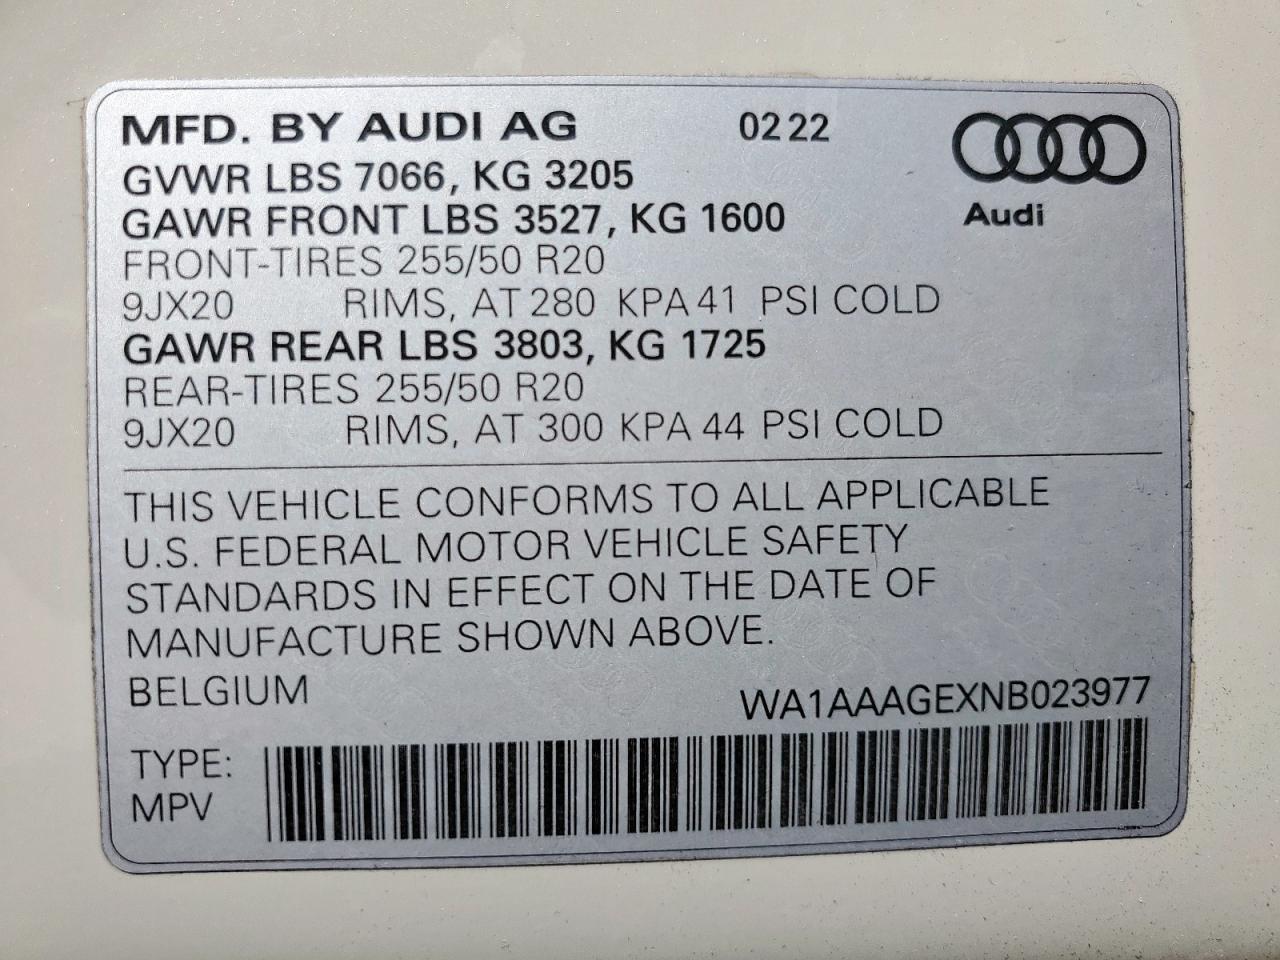 MFD. BY AUDI AG 0222
GVWR LBS 7066, KG 3205
GAWR FRONT LBS 3527, KG 1600
Audi
FRONT-TIRES 255/50 R20
9JX20 RIMS, AT 280 KPA 41 PSI COLD
GAWR REAR LBS 3803, KG 1725
REAR-TIRES 255/50 R20
9JX20 RIMS, AT 300 KPA 44 PSI COLD
THIS VEHICLE CONFORMS TO ALL APPLICABLE
U.S. FEDERAL MOTOR VEHICLE SAFETY
STANDARDS IN EFFECT ON THE DATE OF
MANUFACTURE SHOWN ABOVE.
BELGIUM WA1AAAGEXNB023977
TYPE:
MPV